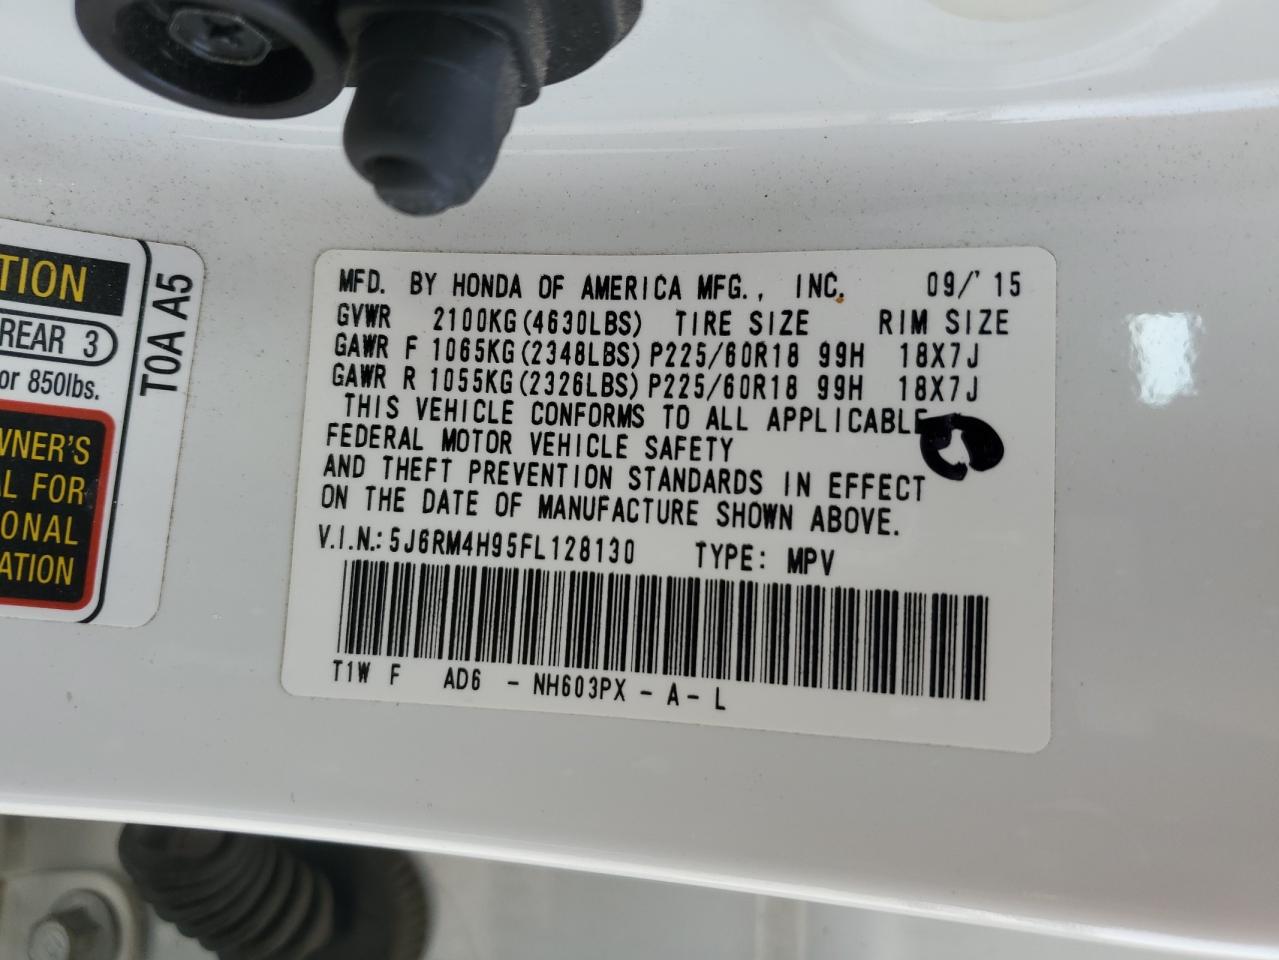 TION
REAR 3
or 850lbs.
WNER'S
AL FOR
IONAL
ATION
T0A A5
MFD. BY HONDA OF AMERICA MFG., INC. 09/'15
GVWR 2100KG(4630LBS) TIRE SIZE RIM SIZE
GAWR F 1065KG(2348LBS) P225/60R18 99H 18X7J
GAWR R 1055KG(2326LBS) P225/60R18 99H 18X7J
THIS VEHICLE CONFORMS TO ALL APPLICABLE
FEDERAL MOTOR VEHICLE SAFETY
AND THEFT PREVENTION STANDARDS IN EFFECT
ON THE DATE OF MANUFACTURE SHOWN ABOVE.
V.I.N.: 5J6RM4H95FL128130 TYPE: MPV
T1W F AD6 - NH603PX - A - L